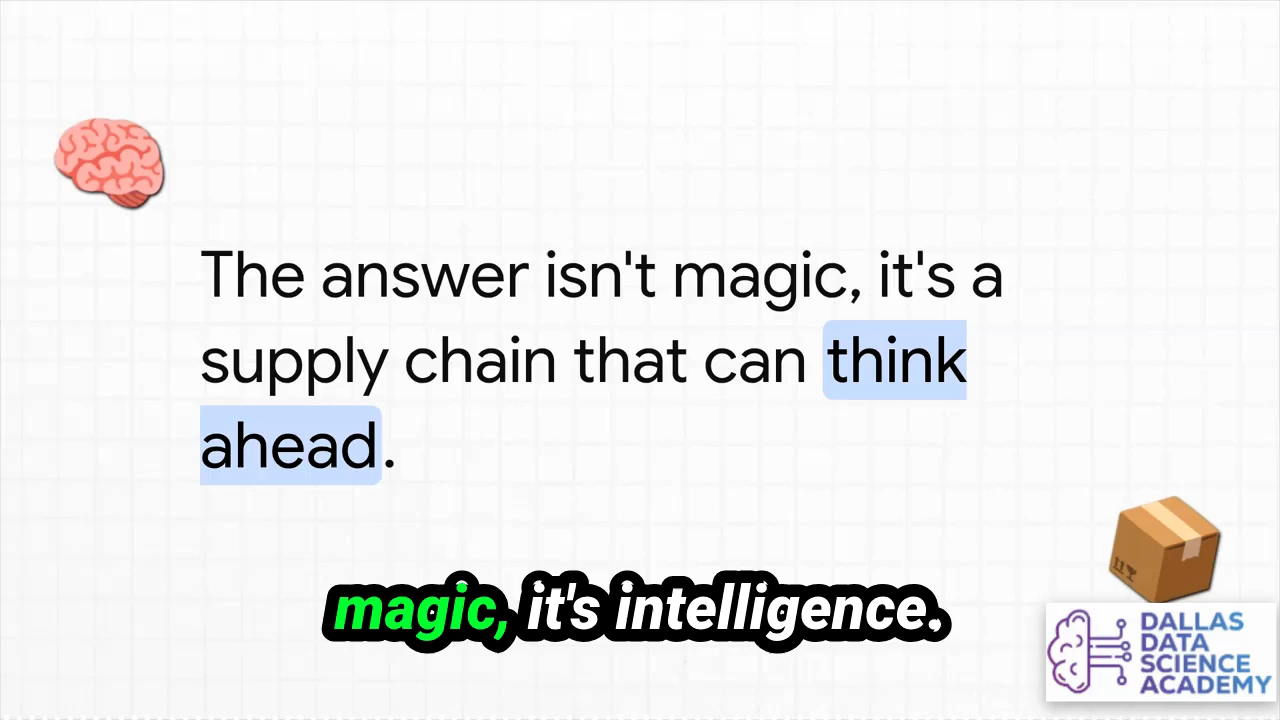 The answer isn't magic, it's a
supply chain that can think
ahead.
magic, it's intelligence.
DALLAS
DATA
SCIENCE
ACADEMY